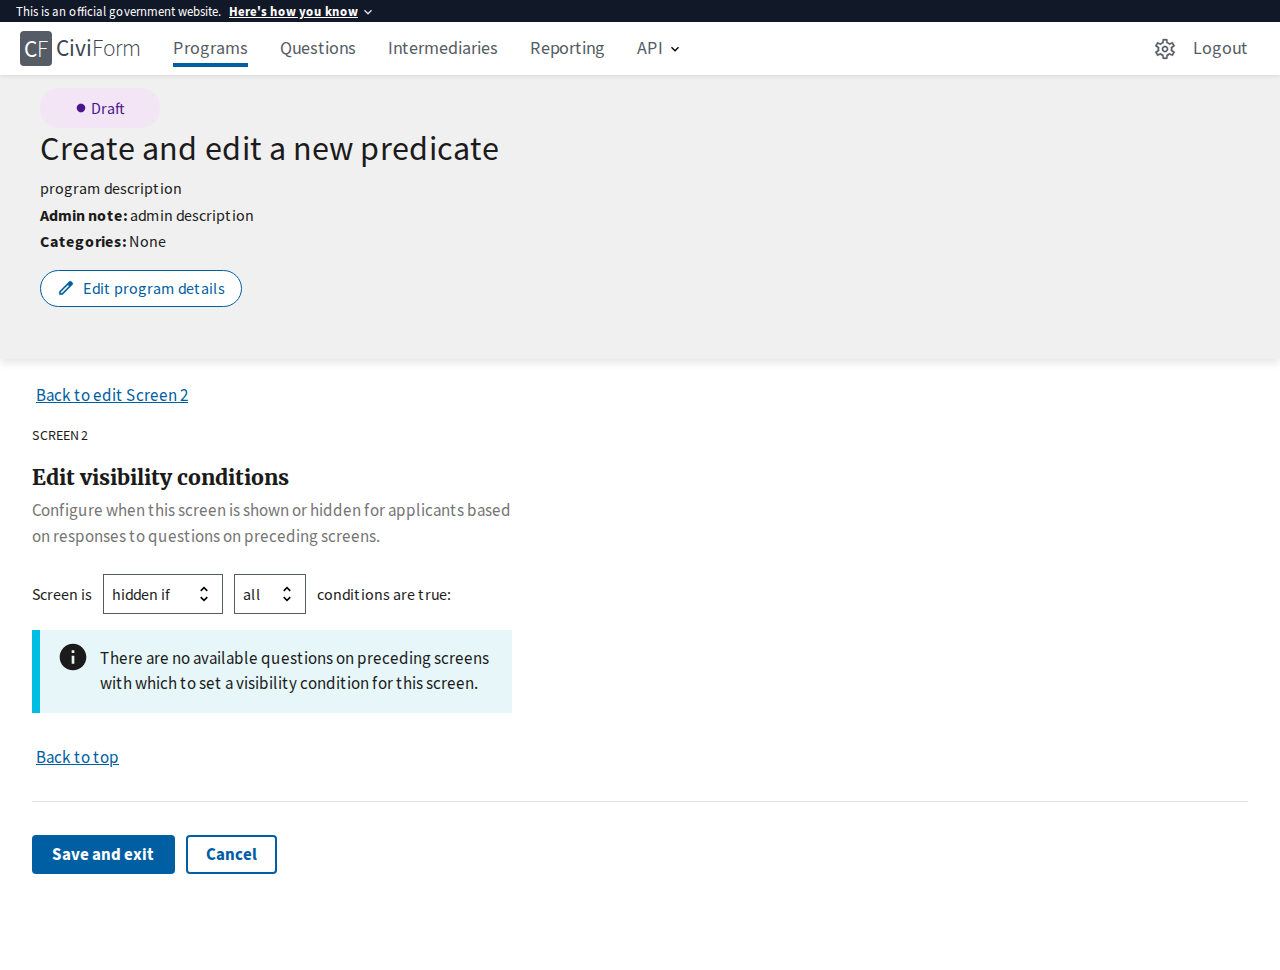 This is an official government website. Here's how you know
CF CiviForm Programs Questions Intermediaries Reporting API Logout
Draft
Create and edit a new predicate
program description
Admin note: admin description
Categories: None
Edit program details
Back to edit Screen 2
SCREEN 2
Edit visibility conditions
Configure when this screen is shown or hidden for applicants based
on responses to questions on preceding screens.
Screen is hidden if all conditions are true:
There are no available questions on preceding screens
with which to set a visibility condition for this screen.
Back to top
Save and exit Cancel